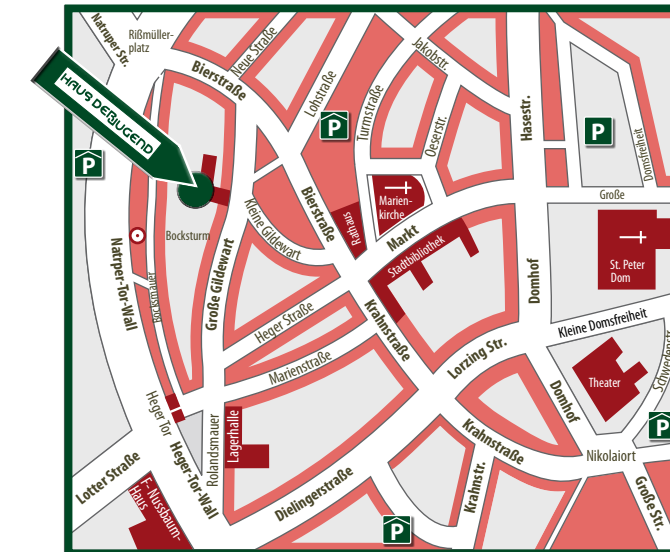 Natruper Str.
Rißmüller-
platz
Neue Straße
Bierstraße
Lohstraße
Turmstraße
Jakobstr.
Oeserstr.
Hasestr.
Domsfreiheit
HAUS DER JUGEND
P
P
P
Große
Marien-
kirche
Rathaus
Bierstraße
Kleine Gildewart
Bocksturm
Markt
Stadtbibliothek
St. Peter
Dom
Natrper-Tor-Wall
Bocksmauer
Große Gildewart
Domhof
Heger Straße
Krahnstraße
Kleine Domsfreiheit
Lorzing Str.
Marienstraße
Theater
Schwedenstr.
Domhof
Heger Tor
Rolandsmauer
Lagerhalle
Heger-Tor-Wall
Krahnstraße
P
Nikolaiort
Lotter Straße
F.- Nussbaum-
Haus
Dielingerstraße
Krahnstr.
Große Str.
P